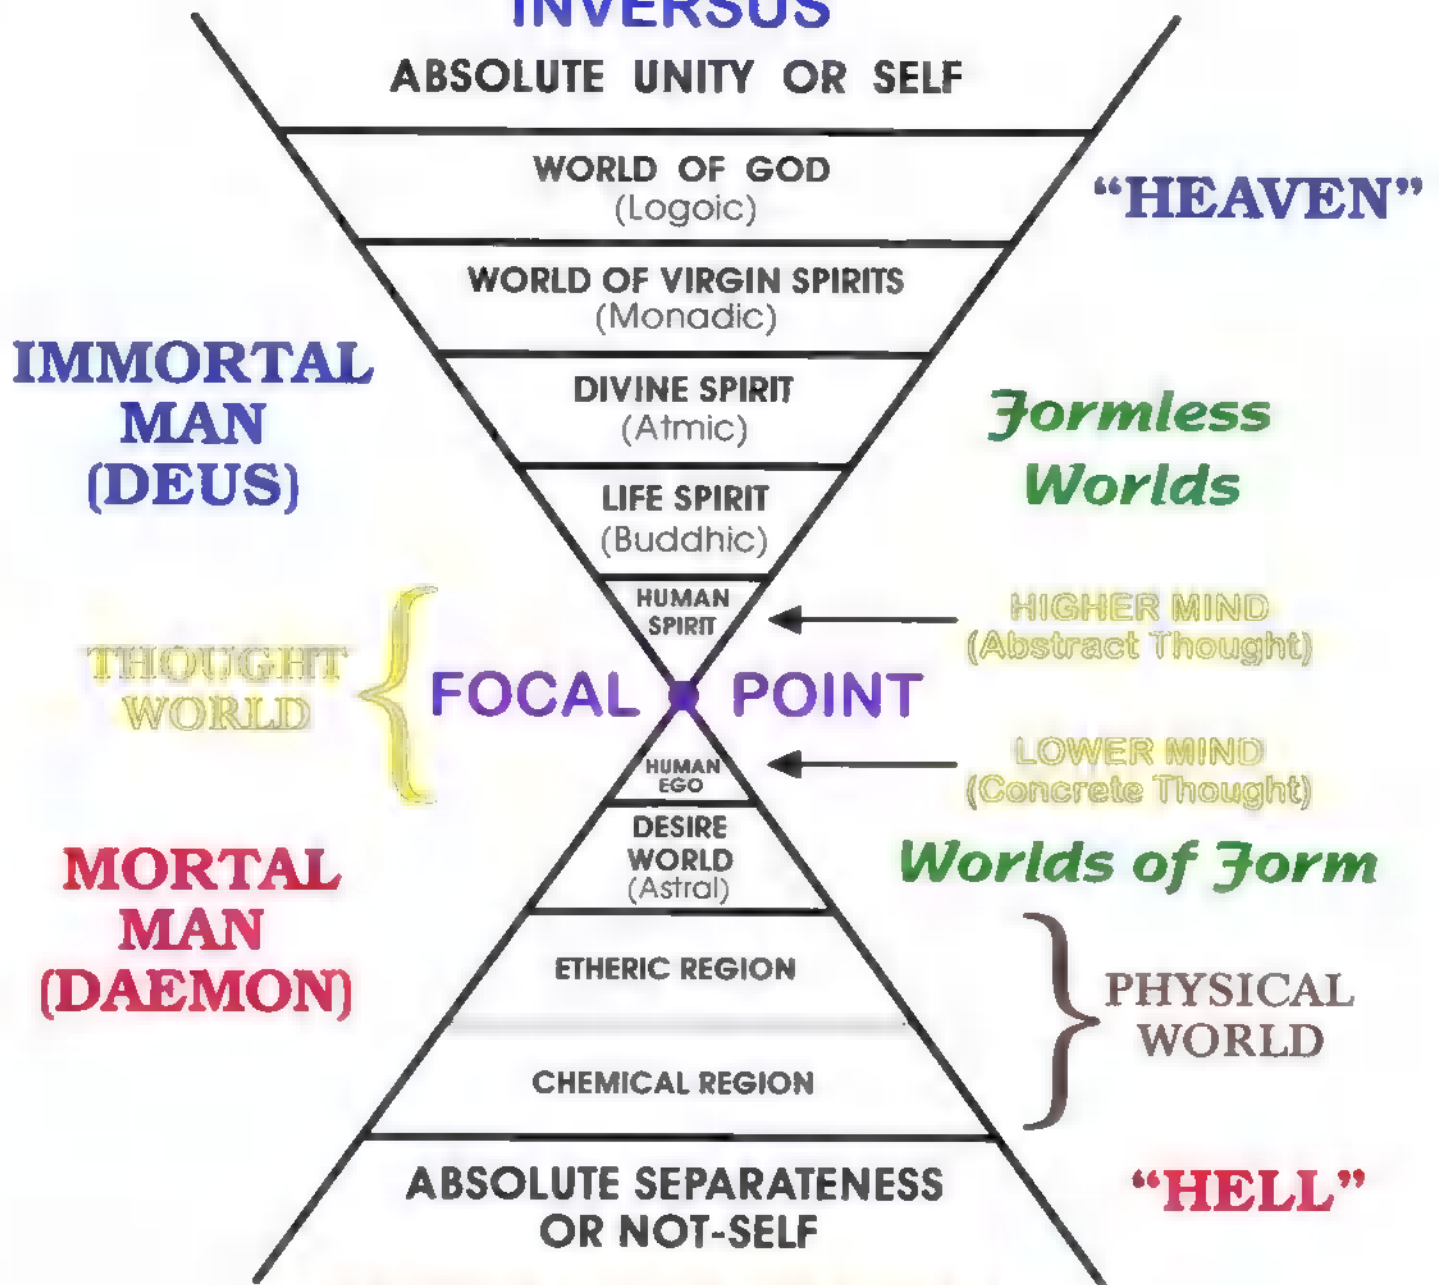 INVERSUS
ABSOLUTE UNITY OR SELF
WORLD OF GOD
(Logoic)
“HEAVEN”
WORLD OF VIRGIN SPIRITS
(Monadic)
IMMORTAL
MAN
(DEUS)
DIVINE SPIRIT
(Atmic)
Formless
Worlds
LIFE SPIRIT
(Buddhic)
HUMAN
SPIRIT
HIGHER MIND
(Abstract Thought)
THOUGHT
WORLD
FOCAL POINT
HUMAN
EGO
LOWER MIND
(Concrete Thought)
DESIRE
WORLD
(Astral)
Worlds of Form
MORTAL
MAN
(DAEMON)
ETHERIC REGION
PHYSICAL
WORLD
CHEMICAL REGION
ABSOLUTE SEPARATENESS
OR NOT-SELF
“HELL”